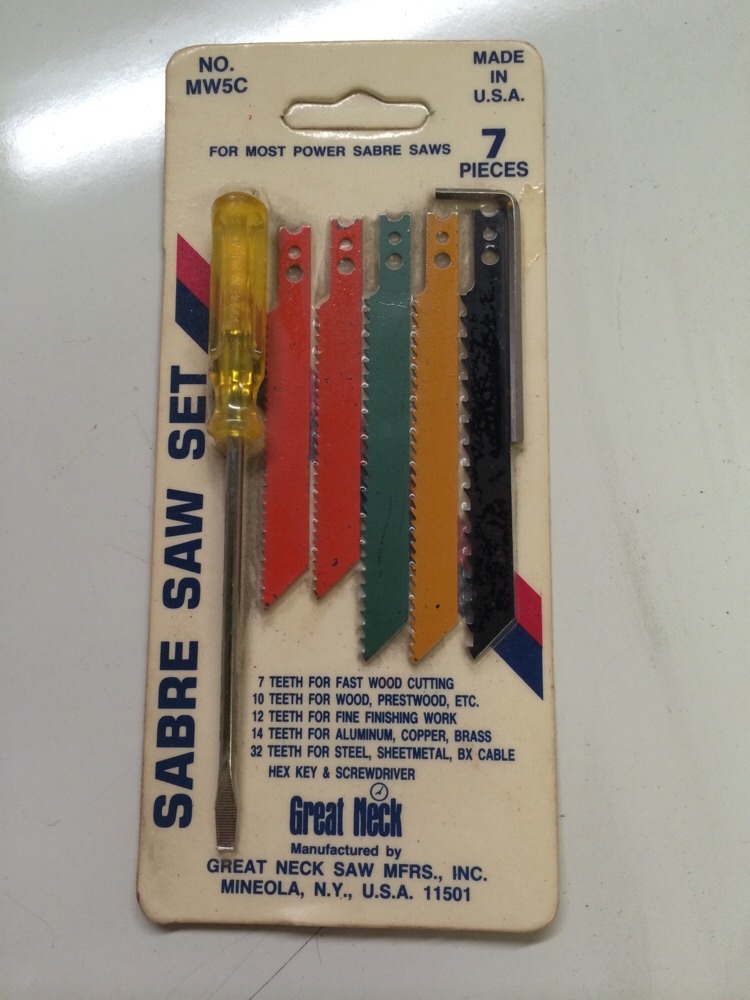 NO.
MW5C
MADE
IN
U.S.A.
FOR MOST POWER SABRE SAWS
7
PIECES
SABRE SAW SET
7 TEETH FOR FAST WOOD CUTTING
10 TEETH FOR WOOD, PRESTWOOD, ETC.
12 TEETH FOR FINE FINISHING WORK
14 TEETH FOR ALUMINUM, COPPER, BRASS
32 TEETH FOR STEEL, SHEETMETAL, BX CABLE
HEX KEY & SCREWDRIVER
Great Neck
Manufactured by
GREAT NECK SAW MFRS., INC.
MINEOLA, N.Y., U.S.A. 11501